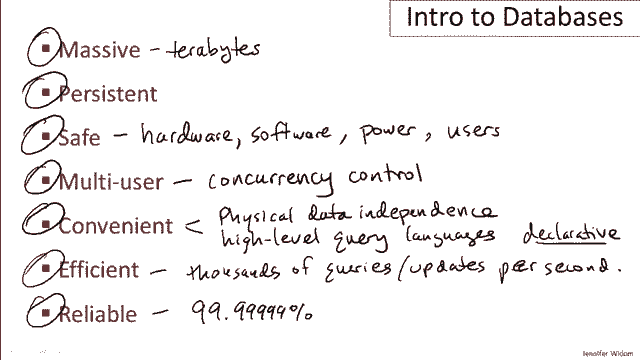 Intro to Databases
Massive – terabytes
Persistent
Safe – hardware, software, power, users
Multi-user – concurrency control
Convenient < Physical data independence
high-level query languages declarative
Efficient – thousands of queries/updates per second.
Reliable – 99.99999%
Jennifer Widom